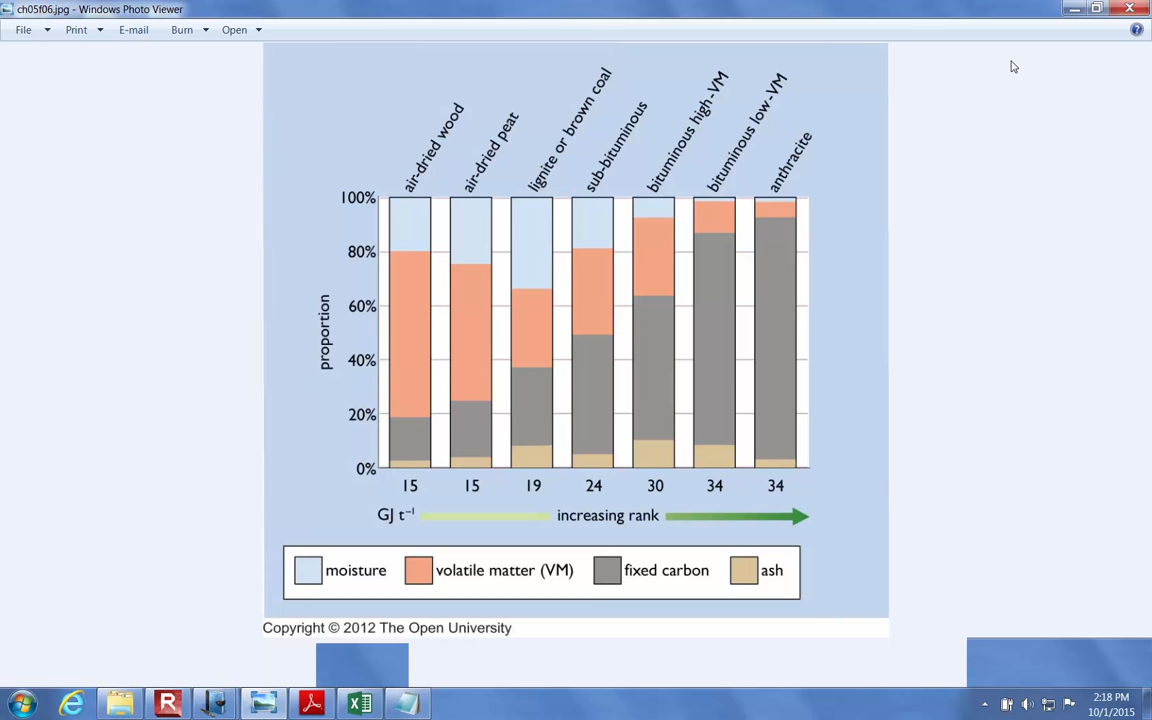 ch05f06.jpg - Windows Photo Viewer
File Print E-mail Burn Open
air-dried wood
air-dried peat
lignite or brown coal
sub-bituminous
bituminous high-VM
bituminous low-VM
anthracite
proportion
100%
80%
60%
40%
20%
0%
15 15 19 24 30 34 34
GJ t⁻¹ increasing rank
moisture volatile matter (VM) fixed carbon ash
Copyright © 2012 The Open University
2:18 PM
10/1/2015